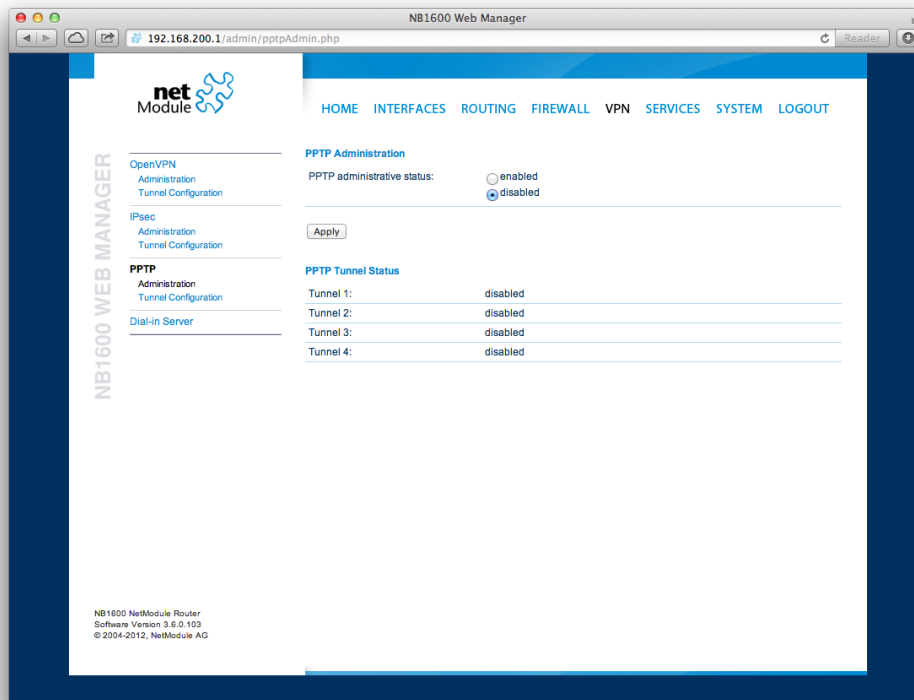 NB1600 Web Manager
192.168.200.1/admin/pptpAdmin.php
Reader
net
Module
HOME INTERFACES ROUTING FIREWALL VPN SERVICES SYSTEM LOGOUT
NB1600 WEB MANAGER
OpenVPN
Administration
Tunnel Configuration
IPsec
Administration
Tunnel Configuration
PPTP
Administration
Tunnel Configuration
Dial-in Server
PPTP Administration
PPTP administrative status: enabled
disabled
Apply
PPTP Tunnel Status
Tunnel 1: disabled
Tunnel 2: disabled
Tunnel 3: disabled
Tunnel 4: disabled
NB1600 NetModule Router
Software Version 3.6.0.103
© 2004-2012, NetModule AG